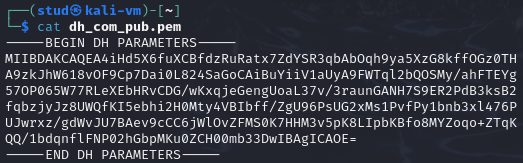 ┌──(stud㉿kali-vm)-[~]
└─$ cat dh_com_pub.pem
-----BEGIN DH PARAMETERS-----
MIIBDAKCAQEA4iHd5X6fuXCBfdzRuRatx7ZdYSR3qbAbOqh9ya5XzG8kffOGz0TH
A9zkJhW618vOF9Cp7Dai0L824SaGoCAiBuYiiV1aUyA9FWTql2bQOSMy/ahFTEYg
57OP065W77RLeXEbHRvCDG/wKxqjeGengUoaL37v/3raunGANH7S9ER2PdB3ksB2
fqbzjyJz8UWQfKI5ebhi2H0Mty4VBIbff/ZgU96PsUG2xMs1PvfPy1bnb3xl476P
UJwrxz/gdWvJU7BAev9cCC6jWlOvZFMS0K7HHM3v5pK8LIpbKBfo8MYZoqo+ZTqK
QQ/1bdqnflFNP02hGbpMKu0ZCH00mb33DwIBAgICAOE=
-----END DH PARAMETERS-----